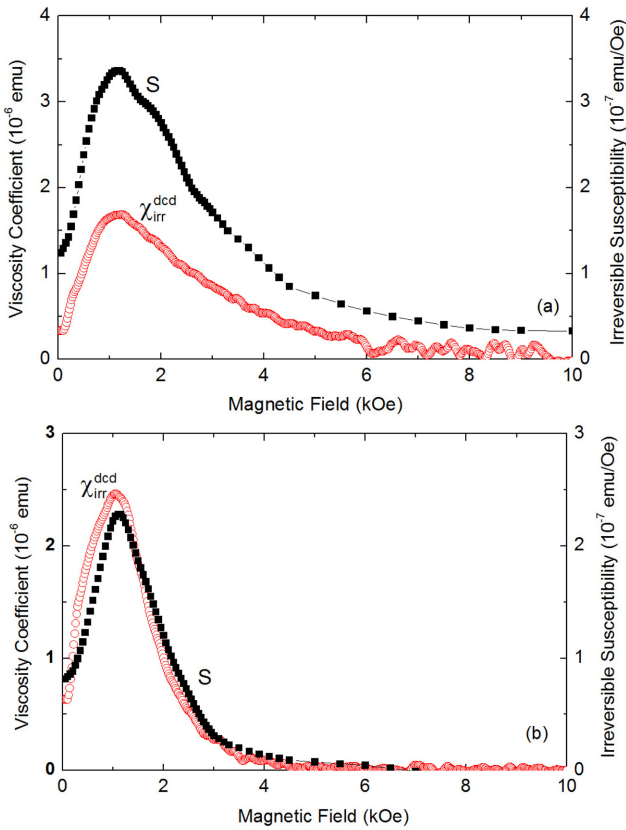 4
3
2
1
0
Viscosity Coefficient (10⁻⁶ emu)
S
χ_irr^dcd
(a)
4
3
2
1
0
Irreversible Susceptibility (10⁻⁷ emu/Oe)
0 2 4 6 8 10
Magnetic Field (kOe)
3
2
1
0
Viscosity Coefficient (10⁻⁶ emu)
χ_irr^dcd
S
(b)
3
2
1
0
Irreversible Susceptibility (10⁻⁷ emu/Oe)
0 2 4 6 8 10
Magnetic Field (kOe)